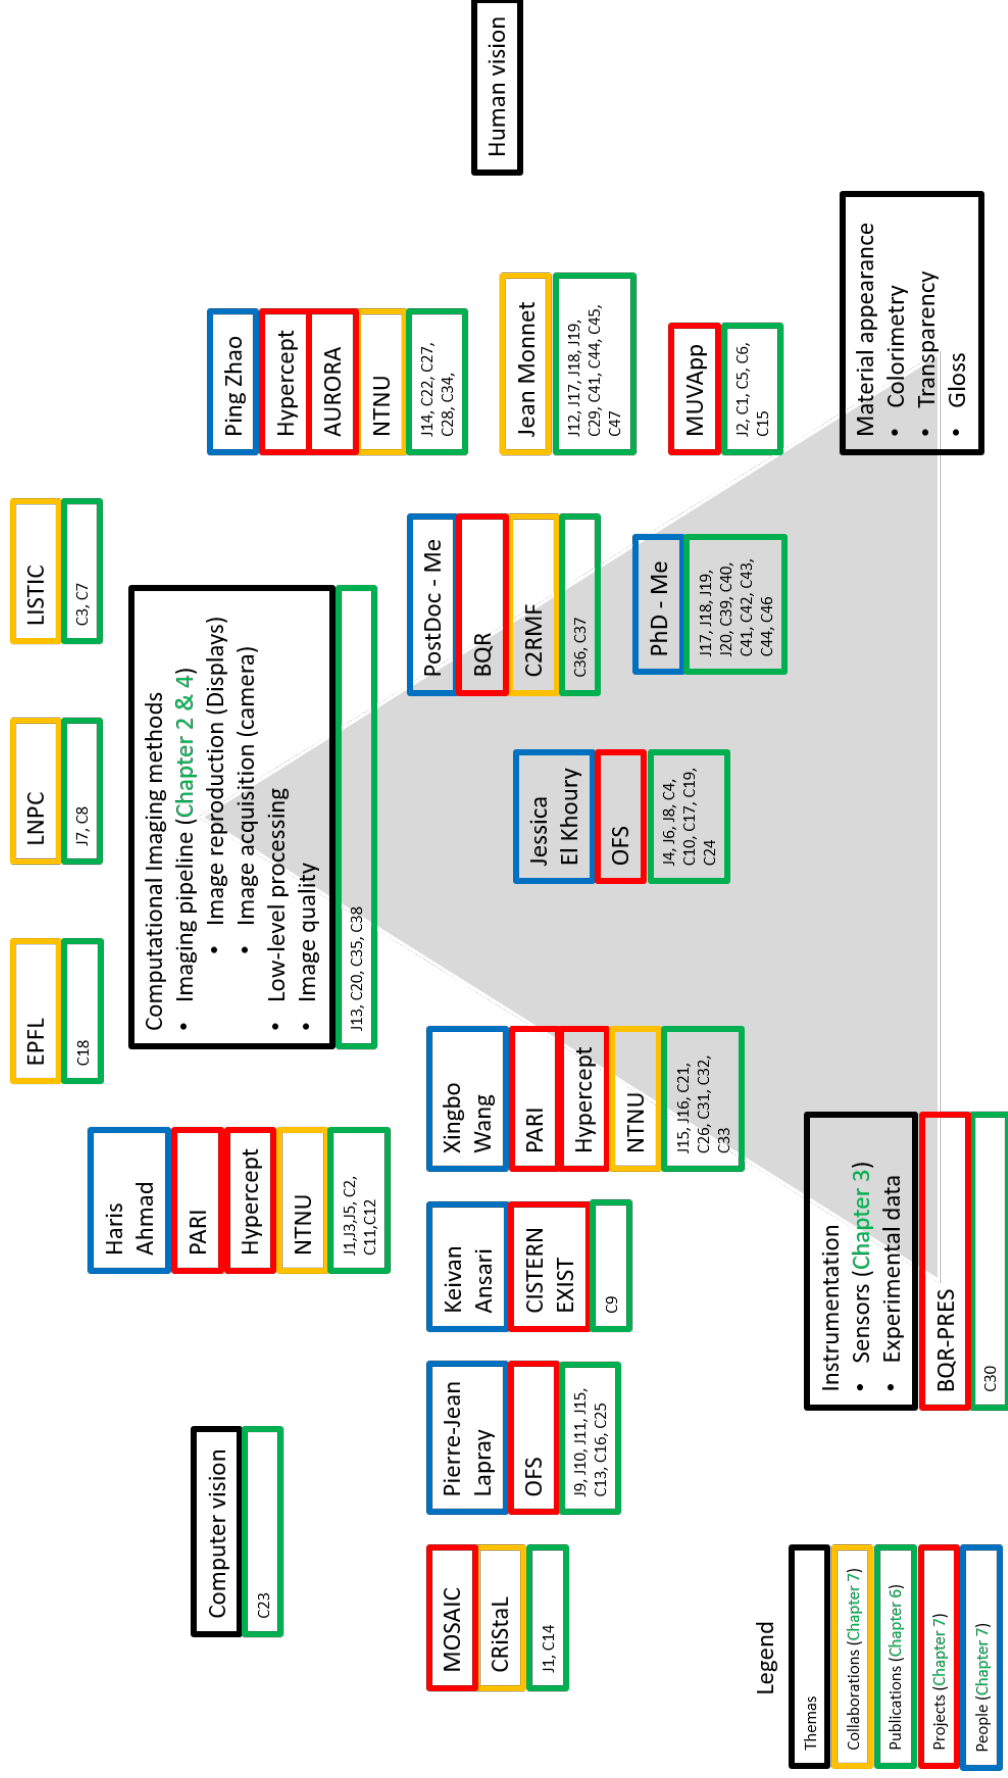 EPFL
C18
LNPC
J7, C8
LISTIC
C3, C7
Haris
Ahmad
PARI
Hypercept
NTNU
J1,J3,J5, C2,
C11,C12
Computational Imaging methods
• Imaging pipeline (Chapter 2 & 4)
• Image reproduction (Displays)
• Image acquisition (camera)
• Low-level processing
• Image quality
J13, C20, C35, C38
Ping Zhao
Hypercept
AURORA
NTNU
J14, C22, C27,
C28, C34,
Computer vision
C23
Human vision
MOSAIC
CRiStaL
J1, C14
Pierre-Jean
Lapray
OFS
J9, J10, J11, J15,
C13, C16, C25
Keivan
Ansari
CISTERN
EXIST
C9
Xingbo
Wang
PARI
Hypercept
NTNU
J15, J16, C21,
C26, C31, C32,
C33
Jessica
El Khoury
OFS
J4, J6, J8, C4,
C10, C17, C19,
C24
PostDoc - Me
BQR
C2RMF
C36, C37
PhD - Me
J17, J18, J19,
J20, C39, C40,
C41, C42, C43,
C44, C46
Jean Monnet
J12, J17, J18, J19,
C29, C41, C44, C45,
C47
MUVApp
J2, C1, C5, C6,
C15
Instrumentation
• Sensors (Chapter 3)
• Experimental data
BQR-PRES
C30
Material appearance
• Colorimetry
• Transparency
• Gloss
Legend
Themas
Collaborations (Chapter 7)
Publications (Chapter 6)
Projects (Chapter 7)
People (Chapter 7)